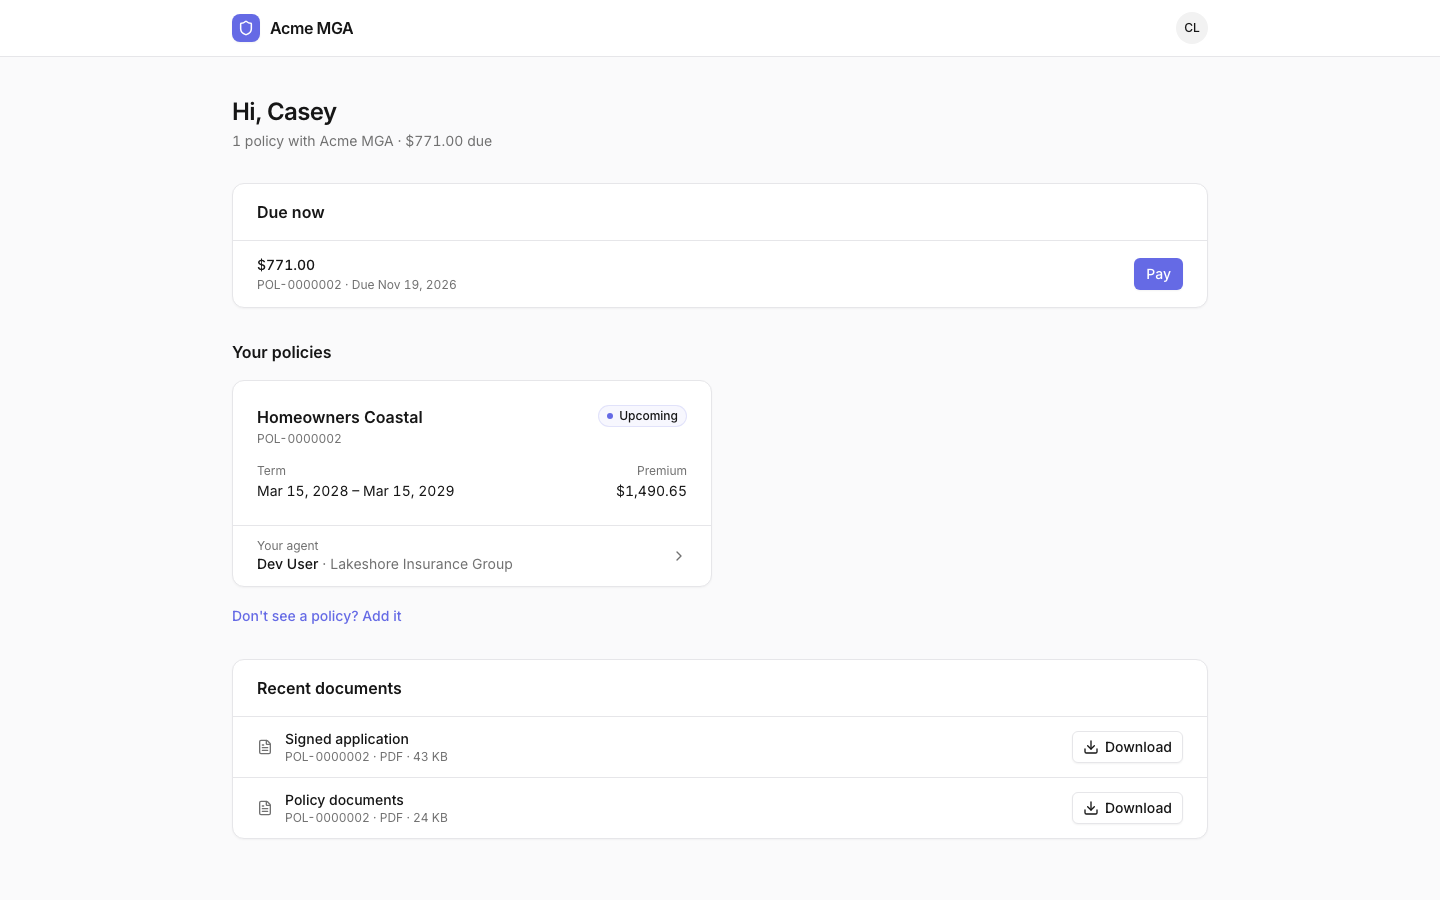 Acme MGA
CL
Hi, Casey
1 policy with Acme MGA · $771.00 due
Due now
$771.00
POL-0000002 · Due Nov 19, 2026
Pay
Your policies
Homeowners Coastal
Upcoming
POL-0000002
Term
Premium
Mar 15, 2028 – Mar 15, 2029
$1,490.65
Your agent
Dev User · Lakeshore Insurance Group
Don't see a policy? Add it
Recent documents
Signed application
POL-0000002 · PDF · 43 KB
Download
Policy documents
POL-0000002 · PDF · 24 KB
Download